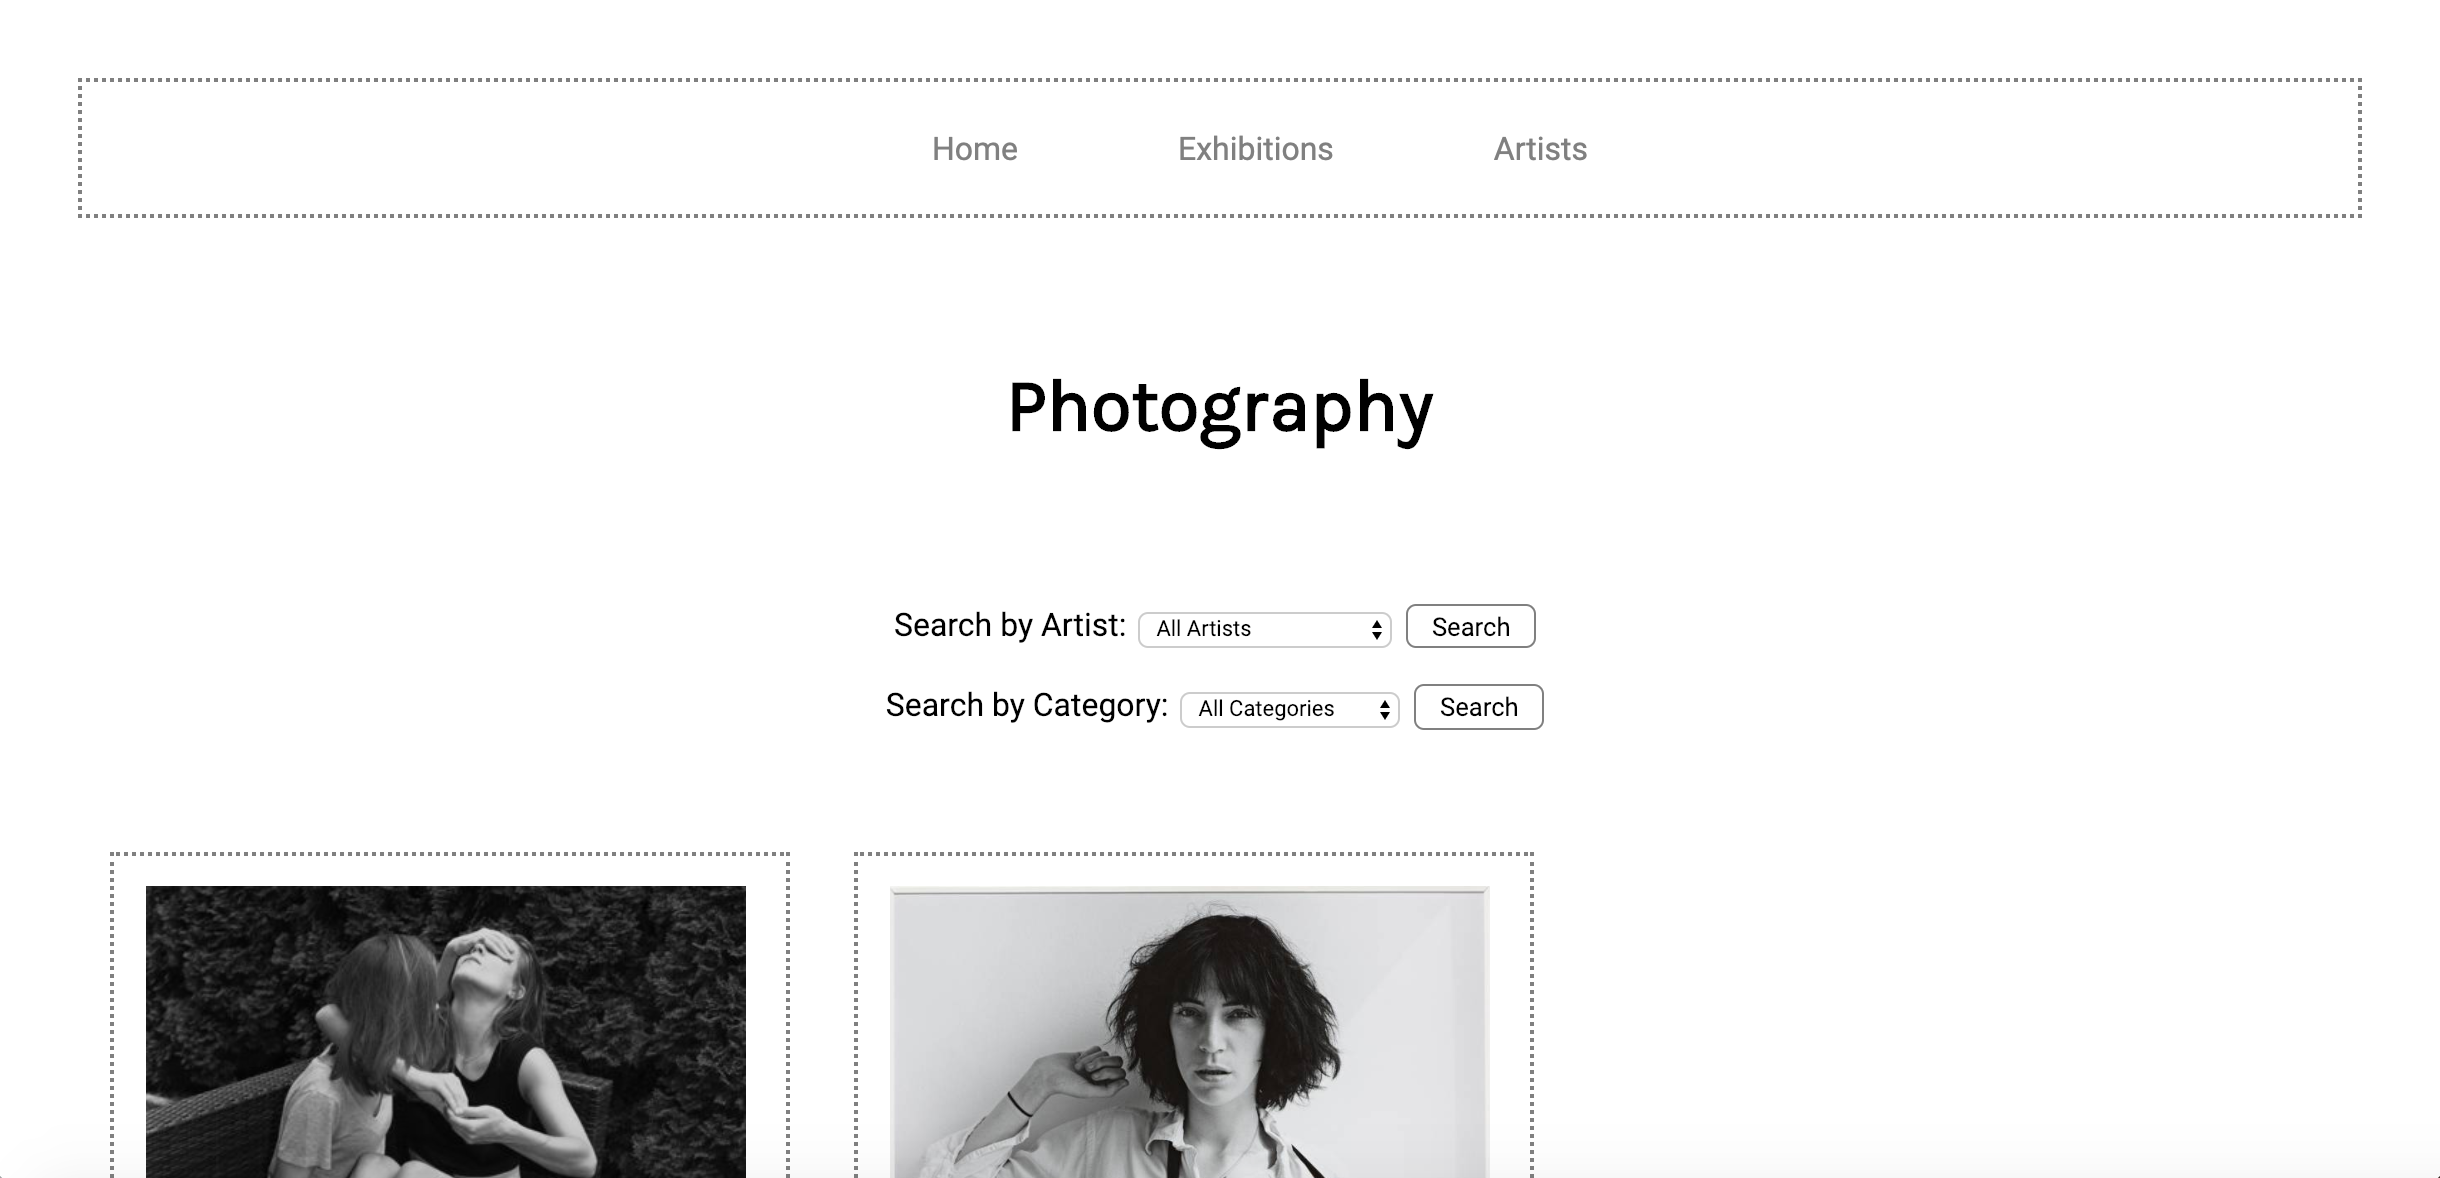 Home Exhibitions Artists
Photography
Search by Artist: All Artists Search
Search by Category: All Categories Search